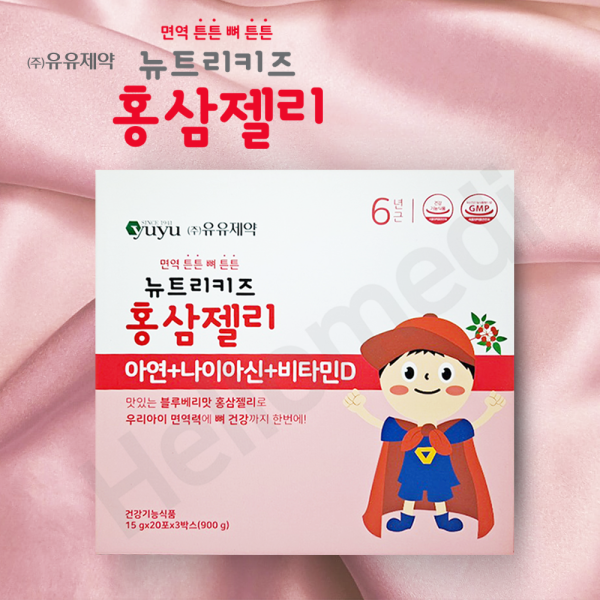 면역 튼튼 뼈 튼튼
(주)유유제약
뉴트리키즈
홍삼젤리
SINCE 1941
yuyu (주)유유제약
6년근
GMP
면역 튼튼 뼈 튼튼
뉴트리키즈
홍삼젤리
아연+나이아신+비타민D
맛있는 블루베리맛 홍삼젤리로
우리아이 면역력에 뼈 건강까지 한번에!
건강기능식품
15 gx20포x3박스(900 g)
Hellomedi